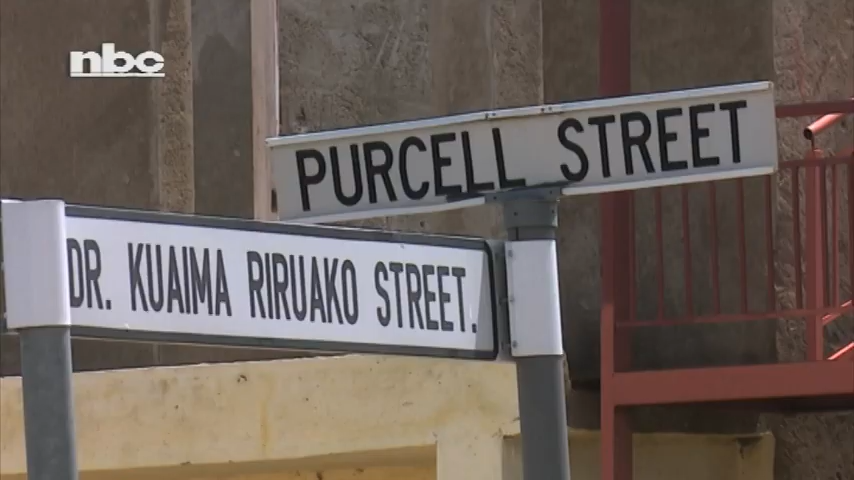 nbc
PURCELL STREET
DR. KUAIMA RIRUAKO STREET.